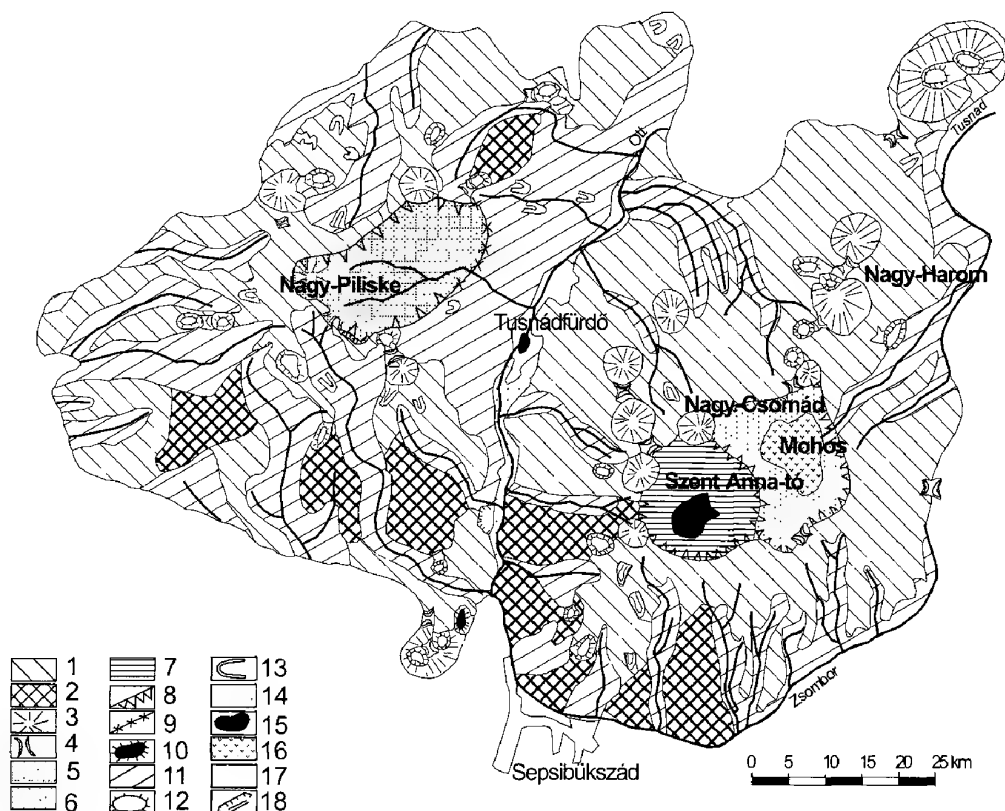 Tusnád
Olt
Nagy-Harom
Nagy-Piliske
Tusnádfürdő
Nagy-Csomád
Mohos
Szent Anna-tó
Zsombor
Sepsibükszád
0 5 10 15 20 25 km
1 7 13
2 8 14
3 9 15
4 10 16
5 11 17
6 12 18